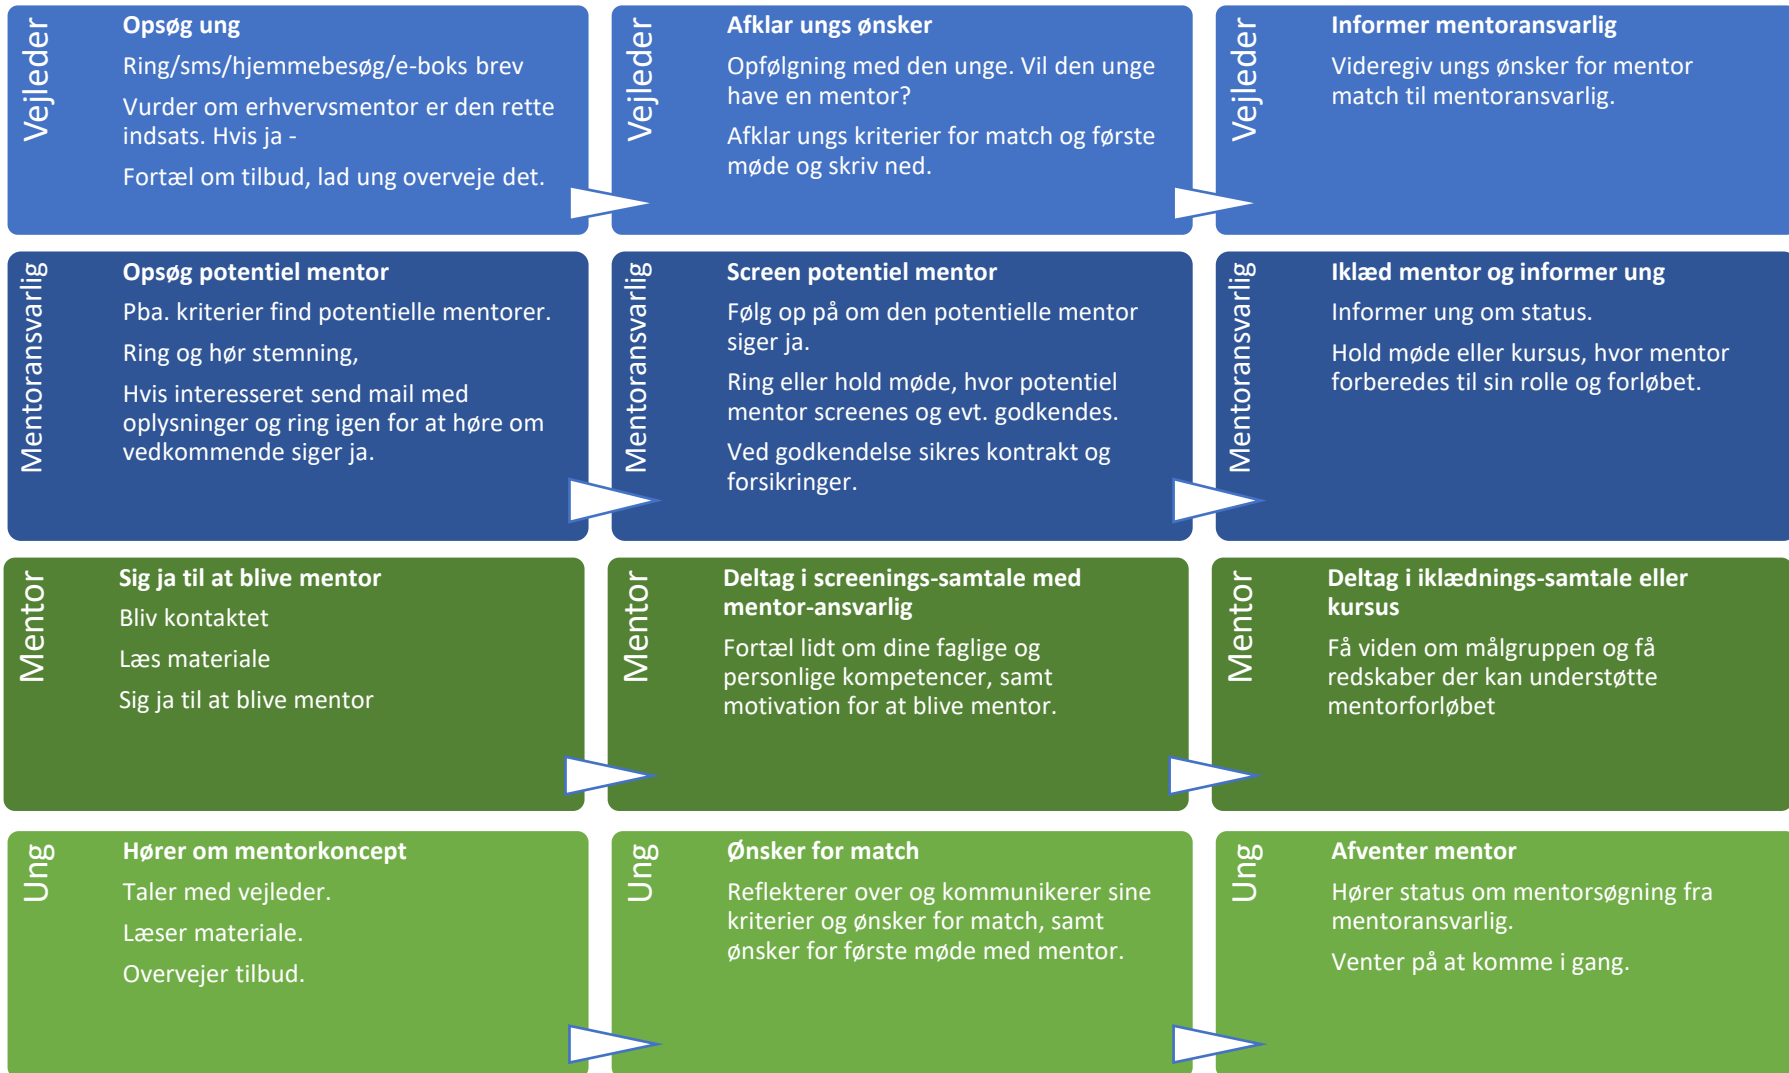 Vejleder
Opsøg ung
Ring/sms/hjemmebesøg/e-boks brev
Vurder om erhvervsmentor er den rette
indsats. Hvis ja -
Fortæl om tilbud, lad ung overveje det.
Vejleder
Afklar ungs ønsker
Opfølgning med den unge. Vil den unge
have en mentor?
Afklar ungs kriterier for match og første
møde og skriv ned.
Vejleder
Informer mentoransvarlig
Videregiv ungs ønsker for mentor
match til mentoransvarlig.
Mentoransvarlig
Opsøg potentiel mentor
Pba. kriterier find potentielle mentorer.
Ring og hør stemning,
Hvis interesseret send mail med
oplysninger og ring igen for at høre om
vedkommende siger ja.
Mentoransvarlig
Screen potentiel mentor
Følg op på om den potentielle mentor
siger ja.
Ring eller hold møde, hvor potentiel
mentor screenes og evt. godkendes.
Ved godkendelse sikres kontrakt og
forsikringer.
Mentoransvarlig
Iklæd mentor og informer ung
Informer ung om status.
Hold møde eller kursus, hvor mentor
forberedes til sin rolle og forløbet.
Mentor
Sig ja til at blive mentor
Bliv kontaktet
Læs materiale
Sig ja til at blive mentor
Mentor
Deltag i screenings-samtale med
mentor-ansvarlig
Fortæl lidt om dine faglige og
personlige kompetencer, samt
motivation for at blive mentor.
Mentor
Deltag i iklædnings-samtale eller
kursus
Få viden om målgruppen og få
redskaber der kan understøtte
mentorforløbet
Ung
Hører om mentorkoncept
Taler med vejleder.
Læser materiale.
Overvejer tilbud.
Ung
Ønsker for match
Reflekterer over og kommunikerer sine
kriterier og ønsker for match, samt
ønsker for første møde med mentor.
Ung
Afventer mentor
Hører status om mentorsøgning fra
mentoransvarlig.
Venter på at komme i gang.